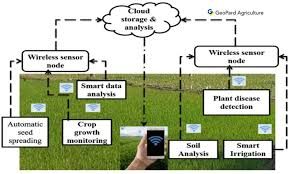 Cloud
storage &
analysis
GeoPard Agriculture
Wireless sensor
node
Wireless sensor
node
Smart data
analysis
Plant disease
detection
Automatic
seed
spreading
Crop
growth
monitoring
Soil
Analysis
Smart
Irrigation